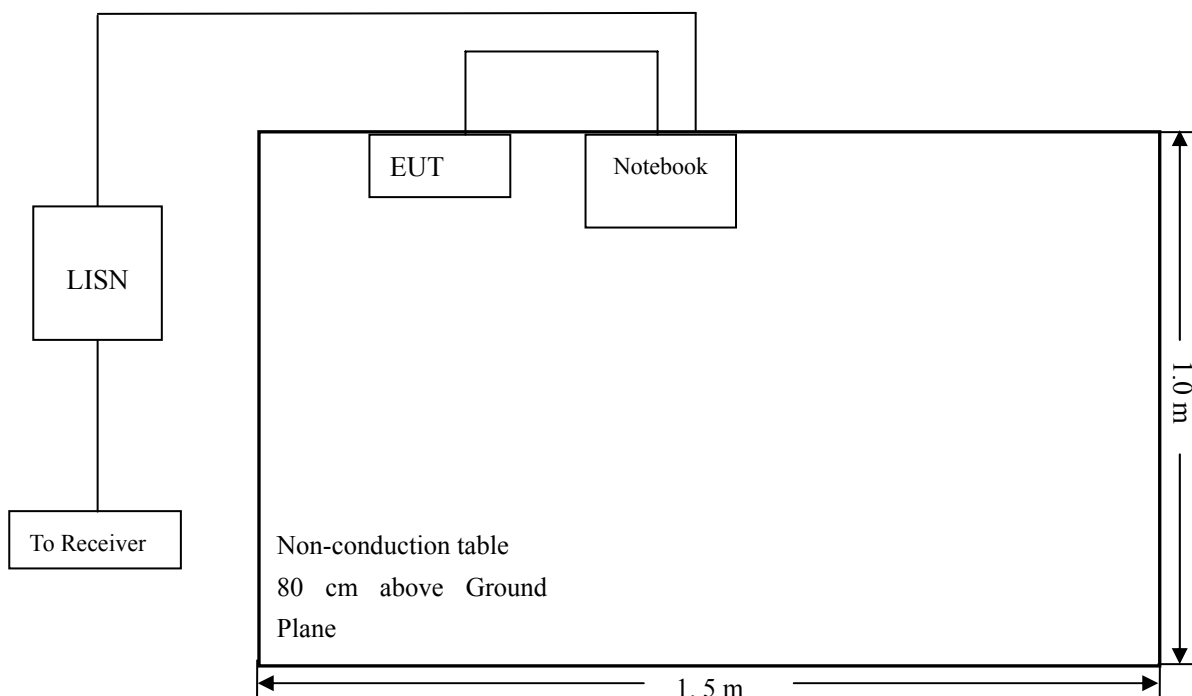 EUT
Notebook
LISN
To Receiver
Non-conduction table
80 cm above Ground
Plane
1.0 m
1. 5 m